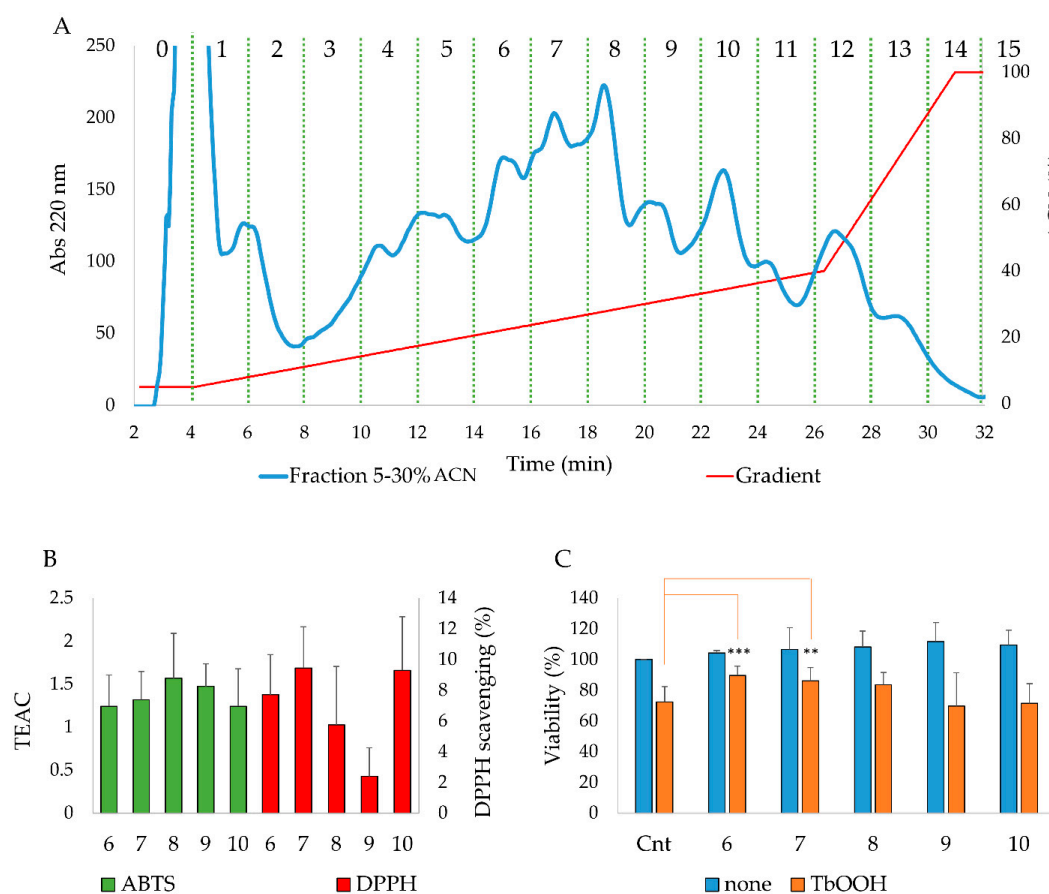 A
0 1 2 3 4 5 6 7 8 9 10 11 12 13 14 15
250
200
150
100
50
0
Abs 220 nm
100
80
60
40
20
0
2 4 6 8 10 12 14 16 18 20 22 24 26 28 30 32
Time (min)
Fraction 5-30% ACN Gradient
B
2.5
2
1.5
1
0.5
0
TEAC
14
12
10
8
6
4
2
0
DPPH scavenging (%)
6 7 8 9 10 6 7 8 9 10
ABTS DPPH
C
140
120
100
80
60
40
20
0
Viability (%)
*** **
Cnt 6 7 8 9 10
none TbOOH